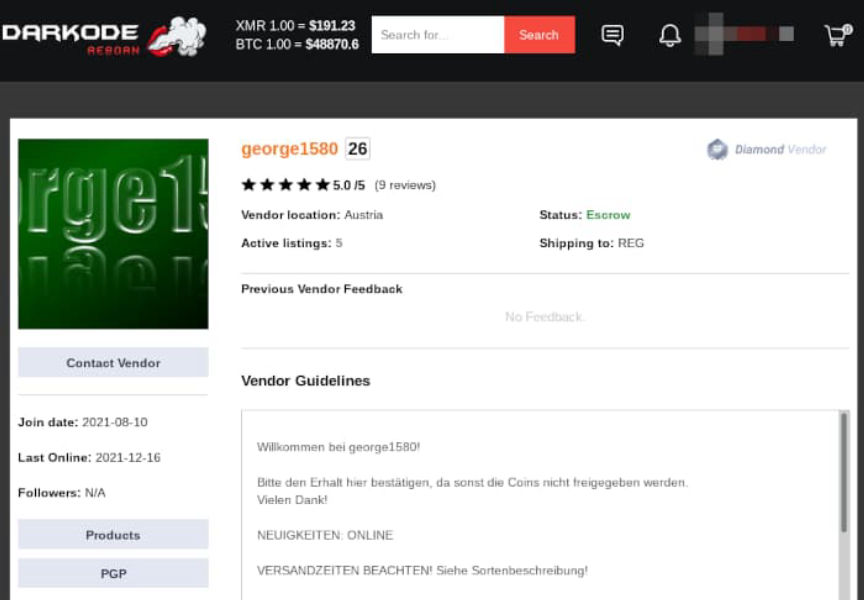 DARKODE
REBORN
XMR 1.00 = $191.23
BTC 1.00 = $48870.6
Search for...
Search
0
rge15
george1580 26
Diamond Vendor
5.0 /5 (9 reviews)
Vendor location: Austria
Status: Escrow
Active listings: 5
Shipping to: REG
Previous Vendor Feedback
No Feedback.
Contact Vendor
Vendor Guidelines
Join date: 2021-08-10
Last Online: 2021-12-16
Followers: N/A
Products
PGP
Willkommen bei george1580!
Bitte den Erhalt hier bestätigen, da sonst die Coins nicht freigegeben werden.
Vielen Dank!
NEUIGKEITEN: ONLINE
VERSANDZEITEN BEACHTEN! Siehe Sortenbeschreibung!